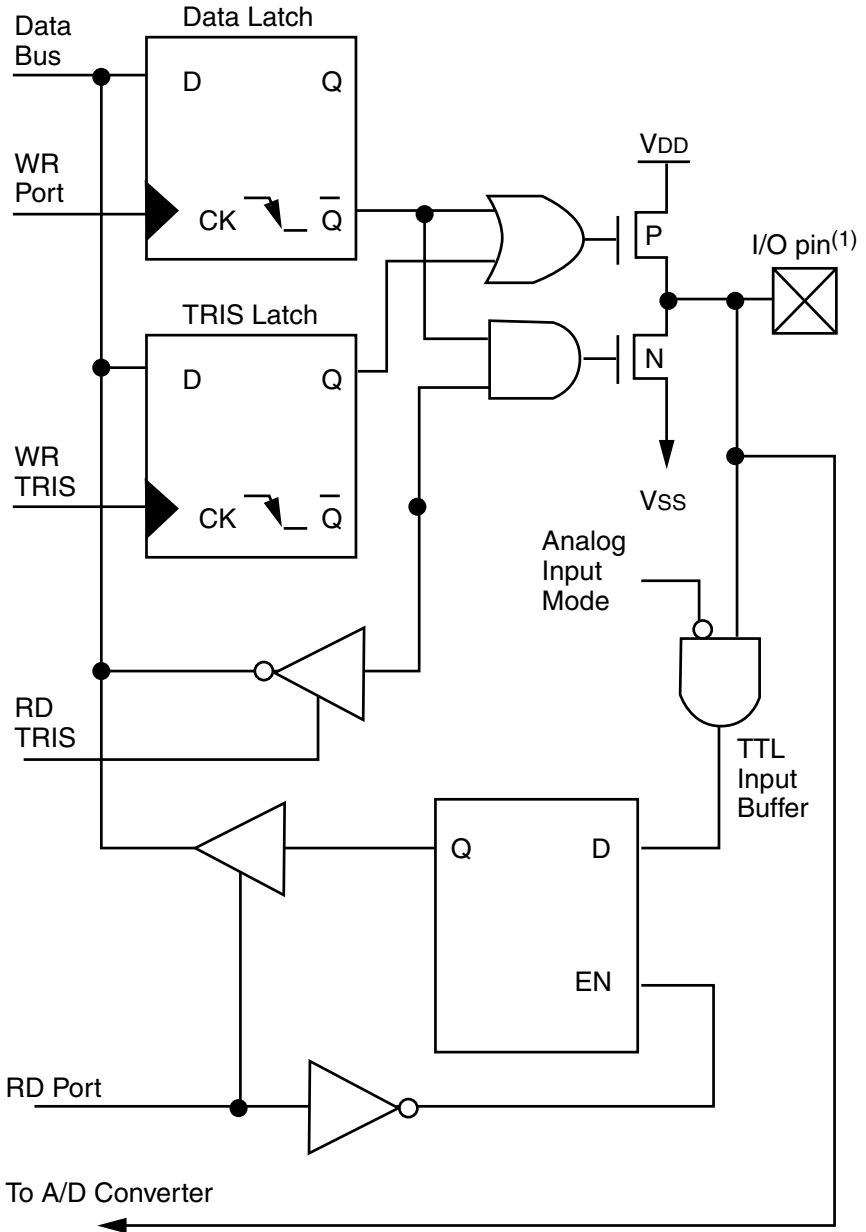 Data Latch
Data
Bus
D
Q
WR
Port
CK
Q̅
VDD
P
I/O pin(1)
TRIS Latch
D
Q
N
WR
TRIS
CK
Q̅
VSS
Analog
Input
Mode
RD
TRIS
TTL
Input
Buffer
Q
D
EN
RD Port
To A/D Converter